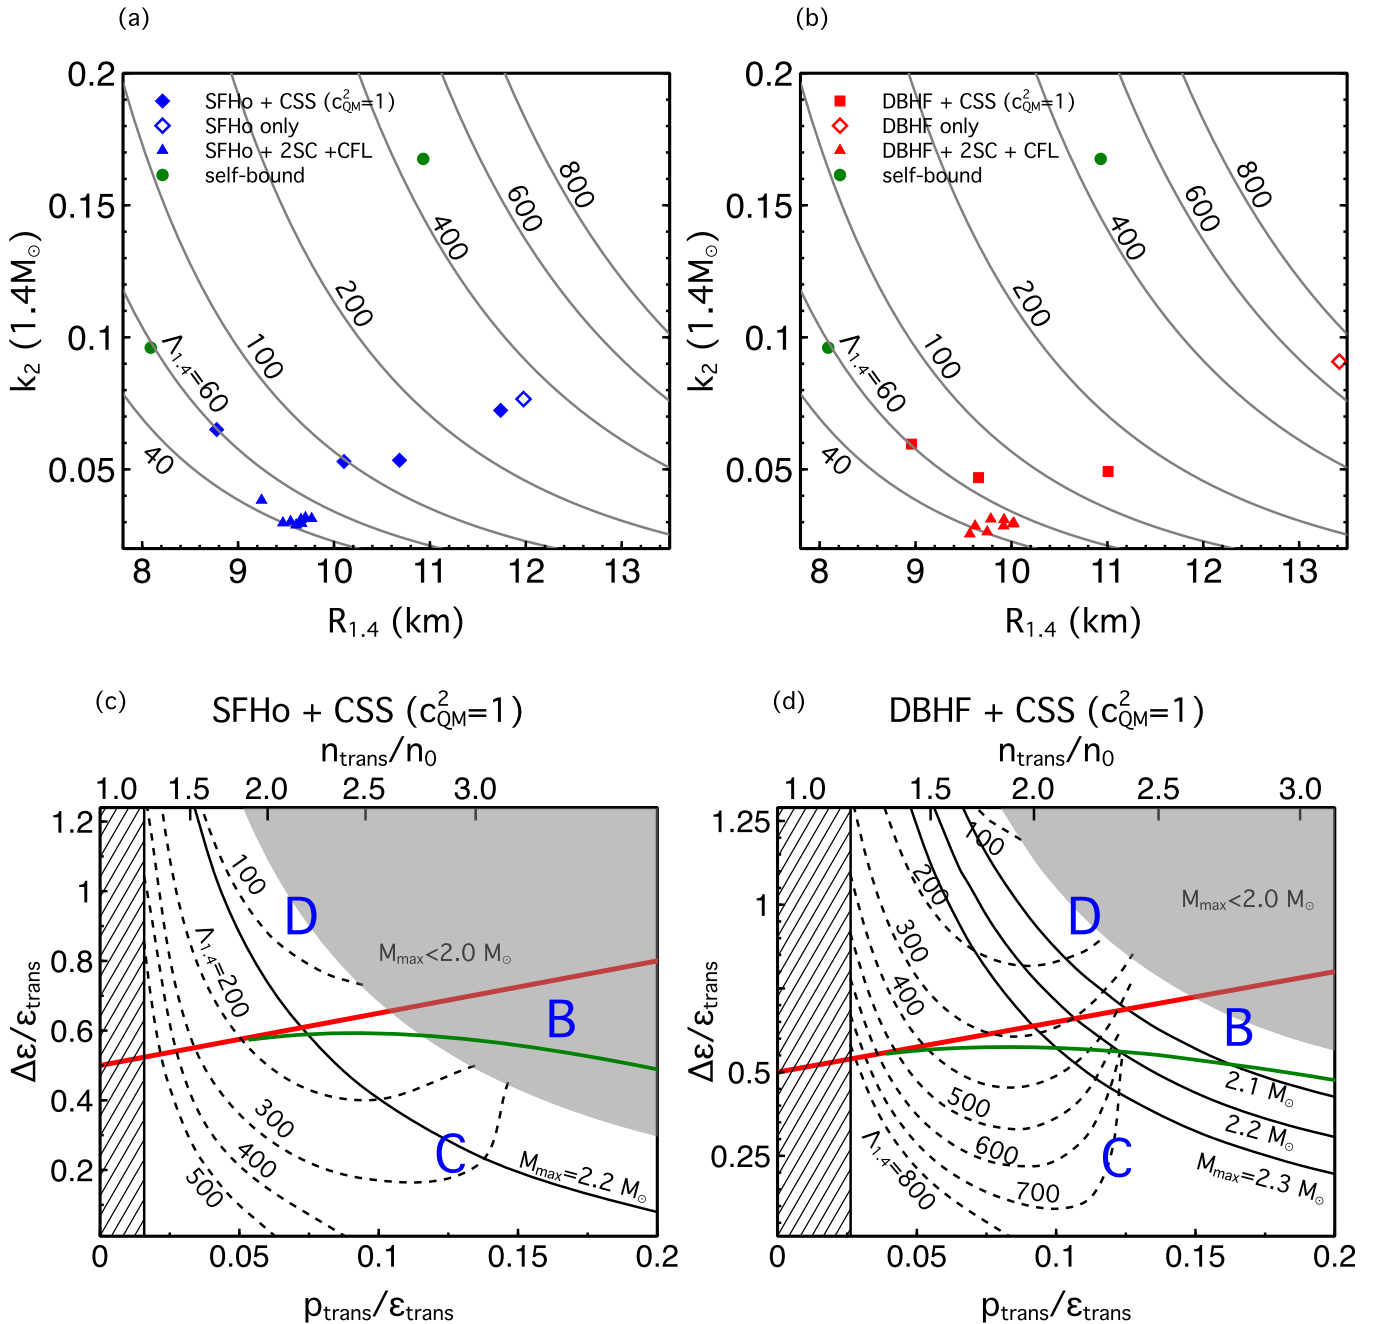 (a)
0.2
0.15
0.1
0.05
k₂ (1.4M☉)
SFHo + CSS (c²QM=1)
SFHo only
SFHo + 2SC +CFL
self-bound
800
600
400
200
100
Λ1.4=60
40
8 9 10 11 12 13
R1.4 (km)
(b)
0.2
0.15
0.1
0.05
k₂ (1.4M☉)
DBHF + CSS (c²QM=1)
DBHF only
DBHF + 2SC + CFL
self-bound
800
600
400
200
100
Λ1.4=60
40
8 9 10 11 12 13
R1.4 (km)
(c)
SFHo + CSS (c²QM=1)
ntrans/n0
1.0 1.5 2.0 2.5 3.0
1.2
1
0.8
0.6
0.4
0.2
Δε/εtrans
100
D
Mmax<2.0 M☉
Λ1.4=200
B
300
C
400
Mmax=2.2 M☉
500
0 0.05 0.1 0.15 0.2
ptrans/εtrans
(d)
DBHF + CSS (c²QM=1)
ntrans/n0
1.0 1.5 2.0 2.5 3.0
1.25
1
0.5
0.25
Δε/εtrans
100
200
D
Mmax<2.0 M☉
300
400
B
500
2.1 M☉
600
2.2 M☉
C
Λ1.4=800
700
Mmax=2.3 M☉
0 0.05 0.1 0.15 0.2
ptrans/εtrans